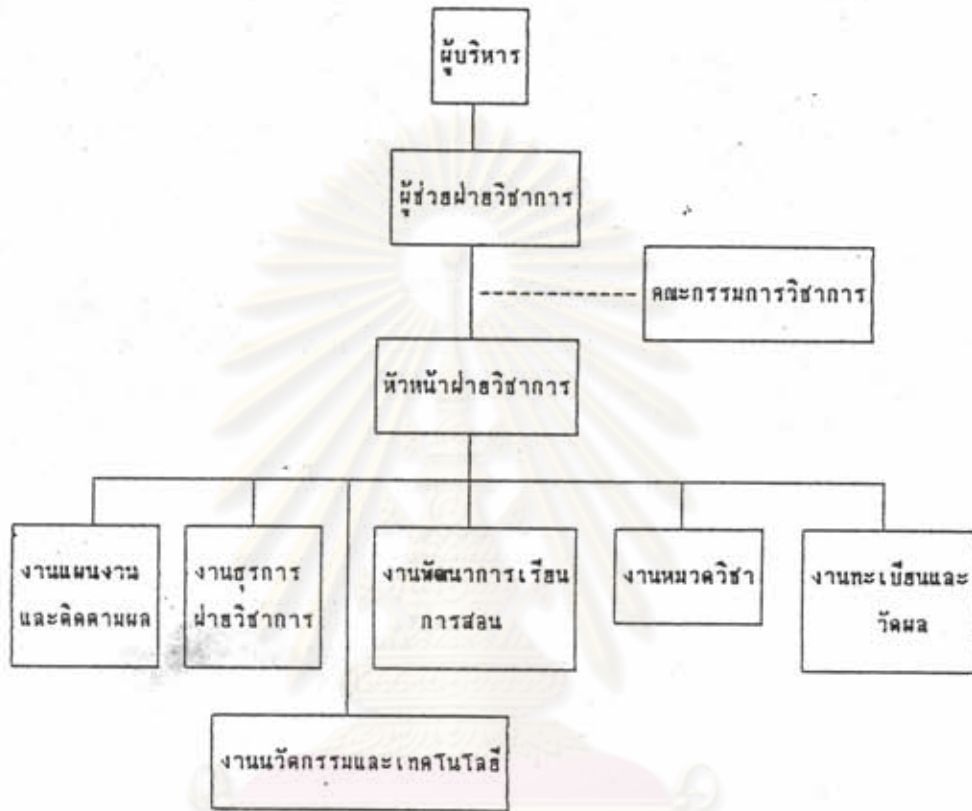 ผู้บริหาร
ผู้ช่วยฝ่ายวิชาการ
คณะกรรมการวิชาการ
หัวหน้าฝ่ายวิชาการ
งานแผนงาน
และติดตามผล
งานธุรการ
ฝ่ายวิชาการ
งานพัฒนาการเรียน
การสอน
งานหมวดวิชา
งานทะเบียนและ
วัดผล
งานนวัตกรรมและเทคโนโลยี